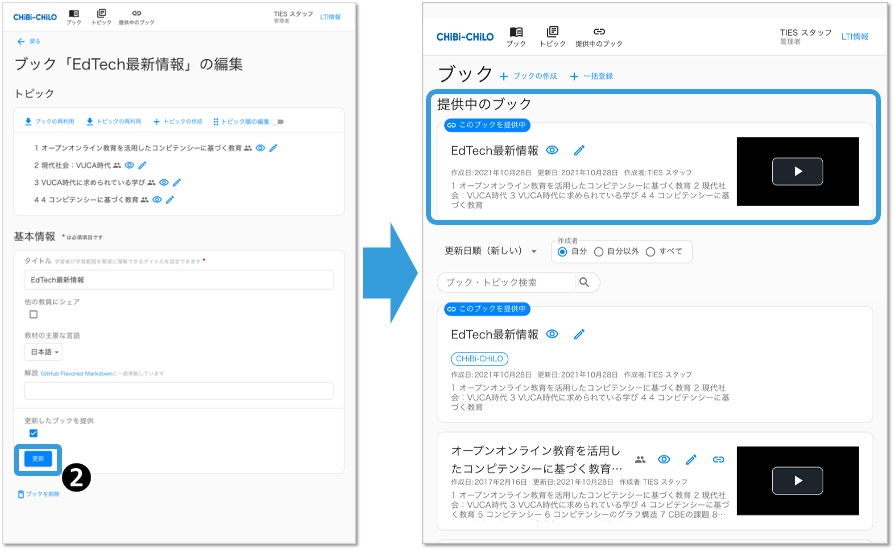 CHiBi-CHiLO
ブック
トピック
提供中のブック
TIES スタッフ
管理者
LTI情報
戻る
ブック「EdTech最新情報」の編集
トピック
ブックの再利用
トピックの再利用
トピックの作成
トピック順の編集
1 オープンオンライン教育を活用したコンピテンシーに基づく教育
2 現代社会：VUCA時代
3 VUCA時代に求められている学び
4 4 コンピテンシーに基づく教育
基本情報 * は必須項目です
タイトル 学習者が学習範囲を簡潔に理解できるタイトルを設定できます *
EdTech最新情報
他の教員にシェア
教材の主要な言語
日本語
解説 GitHub Flavored Markdownに一部準拠しています
更新したブックを提供
更新
2
ブックを削除
CHiBi-CHiLO
ブック
トピック
提供中のブック
TIES スタッフ
管理者
LTI情報
ブック
ブックの作成
一括登録
提供中のブック
このブックを提供中
EdTech最新情報
作成日:2021年10月28日 更新日:2021年10月28日 作成者:TIES スタッフ
1 オープンオンライン教育を活用したコンピテンシーに基づく教育 2 現代社
会：VUCA時代 3 VUCA時代に求められている学び 4 4 コンピテンシーに基
づく教育
更新日順（新しい）
作成者
自分
自分以外
すべて
ブック・トピック検索
このブックを提供中
EdTech最新情報
CHiBi-CHiLO
作成日:2021年10月28日 更新日:2021年10月28日 作成者:TIES スタッフ
1 オープンオンライン教育を活用したコンピテンシーに基づく教育 2 現代社
会：VUCA時代 3 VUCA時代に求められている学び 4 4 コンピテンシーに基
づく教育
オープンオンライン教育を活用し
たコンピテンシーに基づく教育…
作成日:2017年2月16日 更新日:2021年10月28日 作成者:TIES スタッフ
1 オープンオンライン教育を活用したコンピテンシーに基づく教育 2 現代社
会：VUCA時代 3 VUCA時代に求められている学び 4 コンピテンシーに基づく
教育 5 コンピテンシー 6 コンピテンシーのグラフ構造 7 CBEの課題 8…